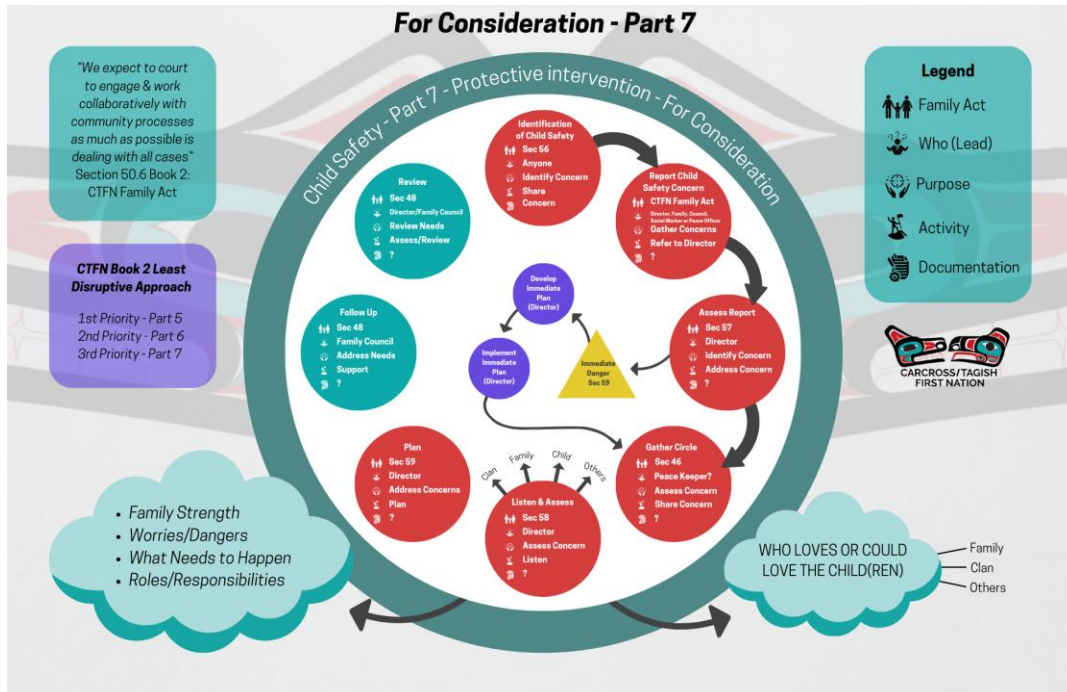 For Consideration - Part 7
"We expect to court
to engage & work
collaboratively with
community processes
as much as possible is
dealing with all cases"
Section 50.6 Book 2:
CTFN Family Act
CTFN Book 2 Least
Disruptive Approach
1st Priority - Part 5
2nd Priority - Part 6
3rd Priority - Part 7
Child Safety - Part 7 - Protective intervention - For Consideration
Identification
of Child Safety
Sec 56
Anyone
Identify Concern
Share
Concern
Report Child
Safety Concern
CTFN Family Act
Director, Family, Council,
Social Worker or Peace Officer
Gather Concerns
Refer to Director
?
Assess Report
Sec 57
Director
Identify Concern
Address Concern
?
Immediate
Danger
Sec 59
Develop
Immediate
Plan
(Director)
Implement
Immediate
Plan
(Director)
Gather Circle
Sec 46
Peace Keeper?
Assess Concern
Share Concern
?
Clan
Family
Child
Others
Listen & Assess
Sec 58
Director
Assess Concern
Listen
?
Plan
Sec 59
Director
Address Concerns
Plan
?
Follow Up
Sec 48
Family Council
Address Needs
Support
?
Review
Sec 48
Director/Family Council
Review Needs
Assess/Review
?
Legend
Family Act
Who (Lead)
Purpose
Activity
Documentation
CARCROSS/TAGISH
FIRST NATION
• Family Strength
• Worries/Dangers
• What Needs to Happen
• Roles/Responsibilities
WHO LOVES OR COULD
LOVE THE CHILD(REN)
Family
Clan
Others